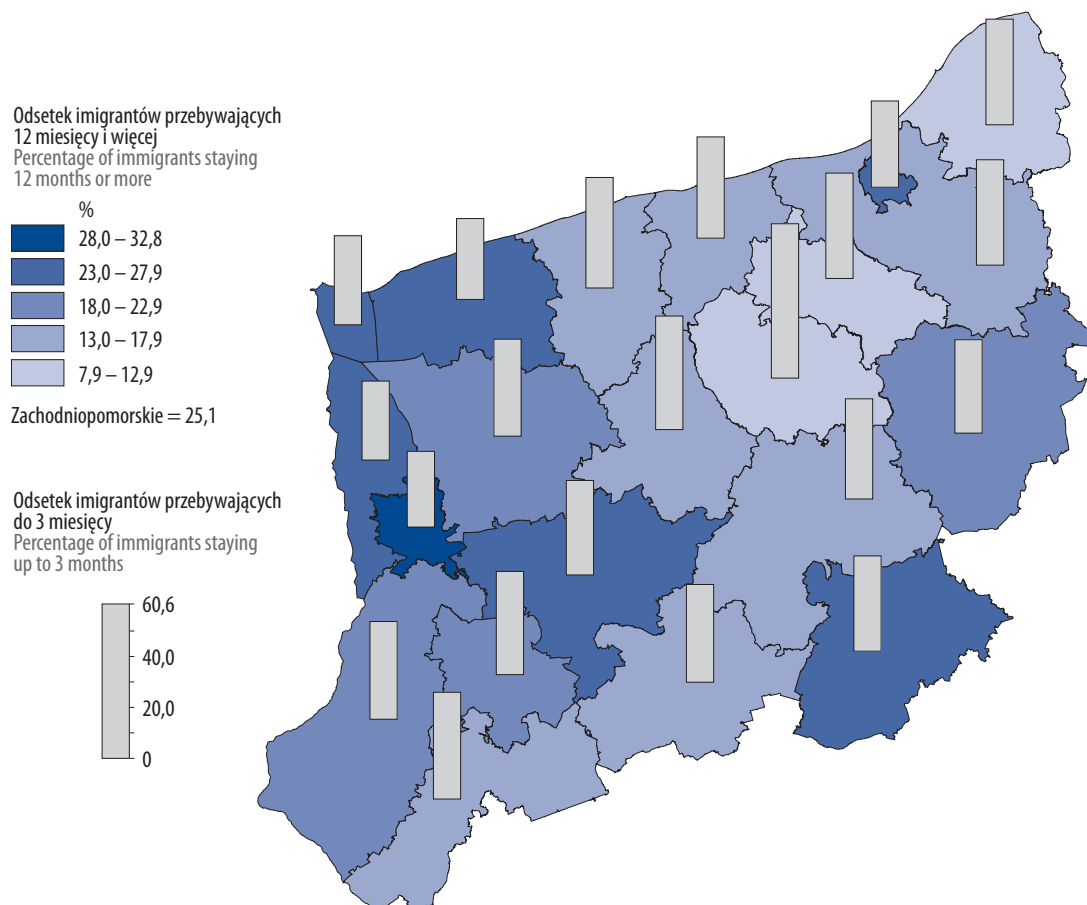 Odsetek imigrantów przebywających
12 miesięcy i więcej
Percentage of immigrants staying
12 months or more
%
28,0 – 32,8
23,0 – 27,9
18,0 – 22,9
13,0 – 17,9
7,9 – 12,9
Zachodniopomorskie = 25,1
Odsetek imigrantów przebywających
do 3 miesięcy
Percentage of immigrants staying
up to 3 months
60,6
40,0
20,0
0